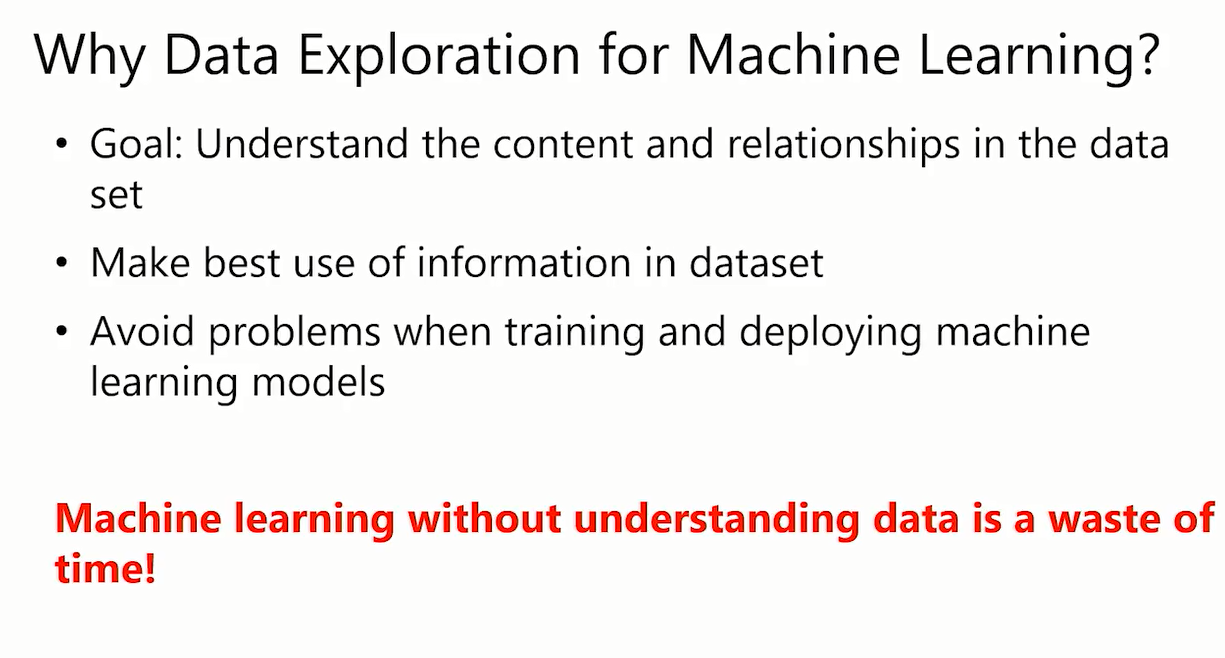 Why Data Exploration for Machine Learning?
• Goal: Understand the content and relationships in the data
set
• Make best use of information in dataset
• Avoid problems when training and deploying machine
learning models
Machine learning without understanding data is a waste of
time!